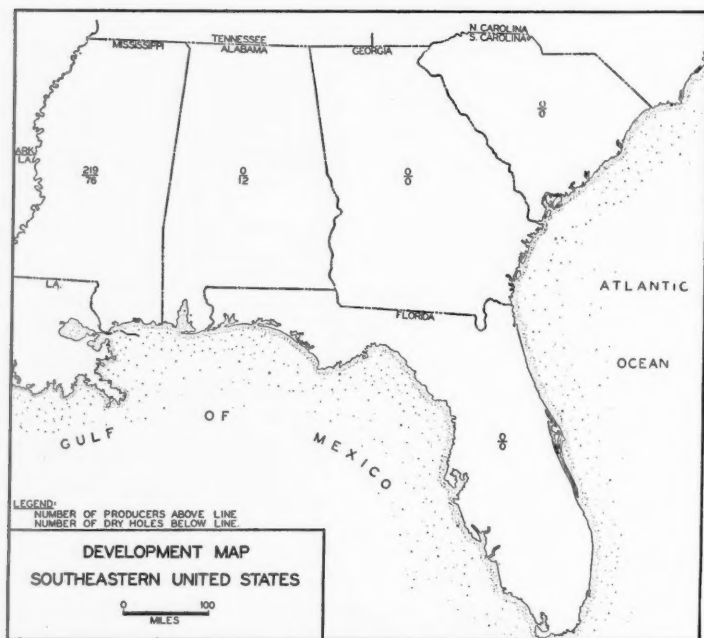 N. CAROLINA
S. CAROLINA
TENNESSEE
MISSISSIPPI
ALABAMA
GEORGIA
0
0
ARK.
LA.
219
76
0
12
0
0
LA.
FLORIDA
ATLANTIC
OCEAN
GULF OF MEXICO
0
0
LEGEND:
NUMBER OF PRODUCERS ABOVE LINE
NUMBER OF DRY HOLES BELOW LINE.
DEVELOPMENT MAP
SOUTHEASTERN UNITED STATES
0 100
MILES